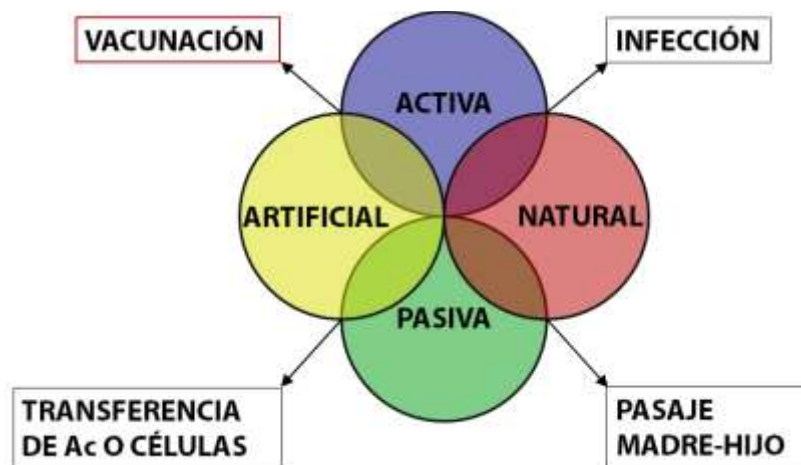 VACUNACIÓN
INFECCIÓN
ACTIVA
ARTIFICIAL
NATURAL
PASIVA
TRANSFERENCIA
DE Ac O CÉLULAS
PASAJE
MADRE-HIJO